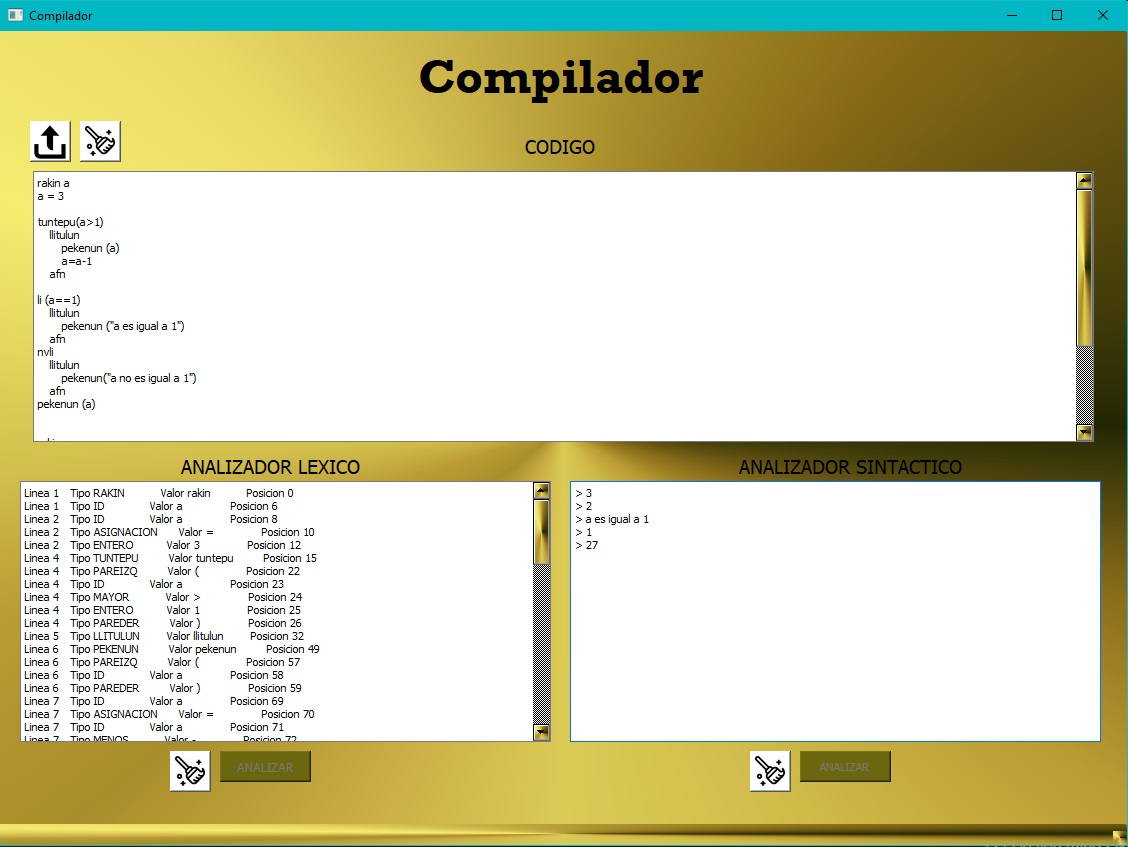 Compilador
Compilador
CODIGO
rakin a
a = 3
tuntepu(a>1)
llitulun
pekenun (a)
a=a-1
afn
li (a==1)
llitulun
pekenun ("a es igual a 1")
afn
nvli
llitulun
pekenun("a no es igual a 1")
afn
pekenun (a)
ANALIZADOR LEXICO
Linea 1 Tipo RAKIN Valor rakin Posicion 0
Linea 1 Tipo ID Valor a Posicion 6
Linea 2 Tipo ID Valor a Posicion 8
Linea 2 Tipo ASIGNACION Valor = Posicion 10
Linea 2 Tipo ENTERO Valor 3 Posicion 12
Linea 4 Tipo TUNTEPU Valor tuntepu Posicion 15
Linea 4 Tipo PAREIZQ Valor ( Posicion 22
Linea 4 Tipo ID Valor a Posicion 23
Linea 4 Tipo MAYOR Valor > Posicion 24
Linea 4 Tipo ENTERO Valor 1 Posicion 25
Linea 4 Tipo PAREDER Valor ) Posicion 26
Linea 5 Tipo LLITULUN Valor llitulun Posicion 32
Linea 6 Tipo PEKENUN Valor pekenun Posicion 49
Linea 6 Tipo PAREIZQ Valor ( Posicion 57
Linea 6 Tipo ID Valor a Posicion 58
Linea 6 Tipo PAREDER Valor ) Posicion 59
Linea 7 Tipo ID Valor a Posicion 69
Linea 7 Tipo ASIGNACION Valor = Posicion 70
Linea 7 Tipo ID Valor a Posicion 71
Linea 7 Tipo MENOS Valor - Posicion 72
ANALIZAR
ANALIZADOR SINTACTICO
> 3
> 2
> a es igual a 1
> 1
> 27
ANALIZAR